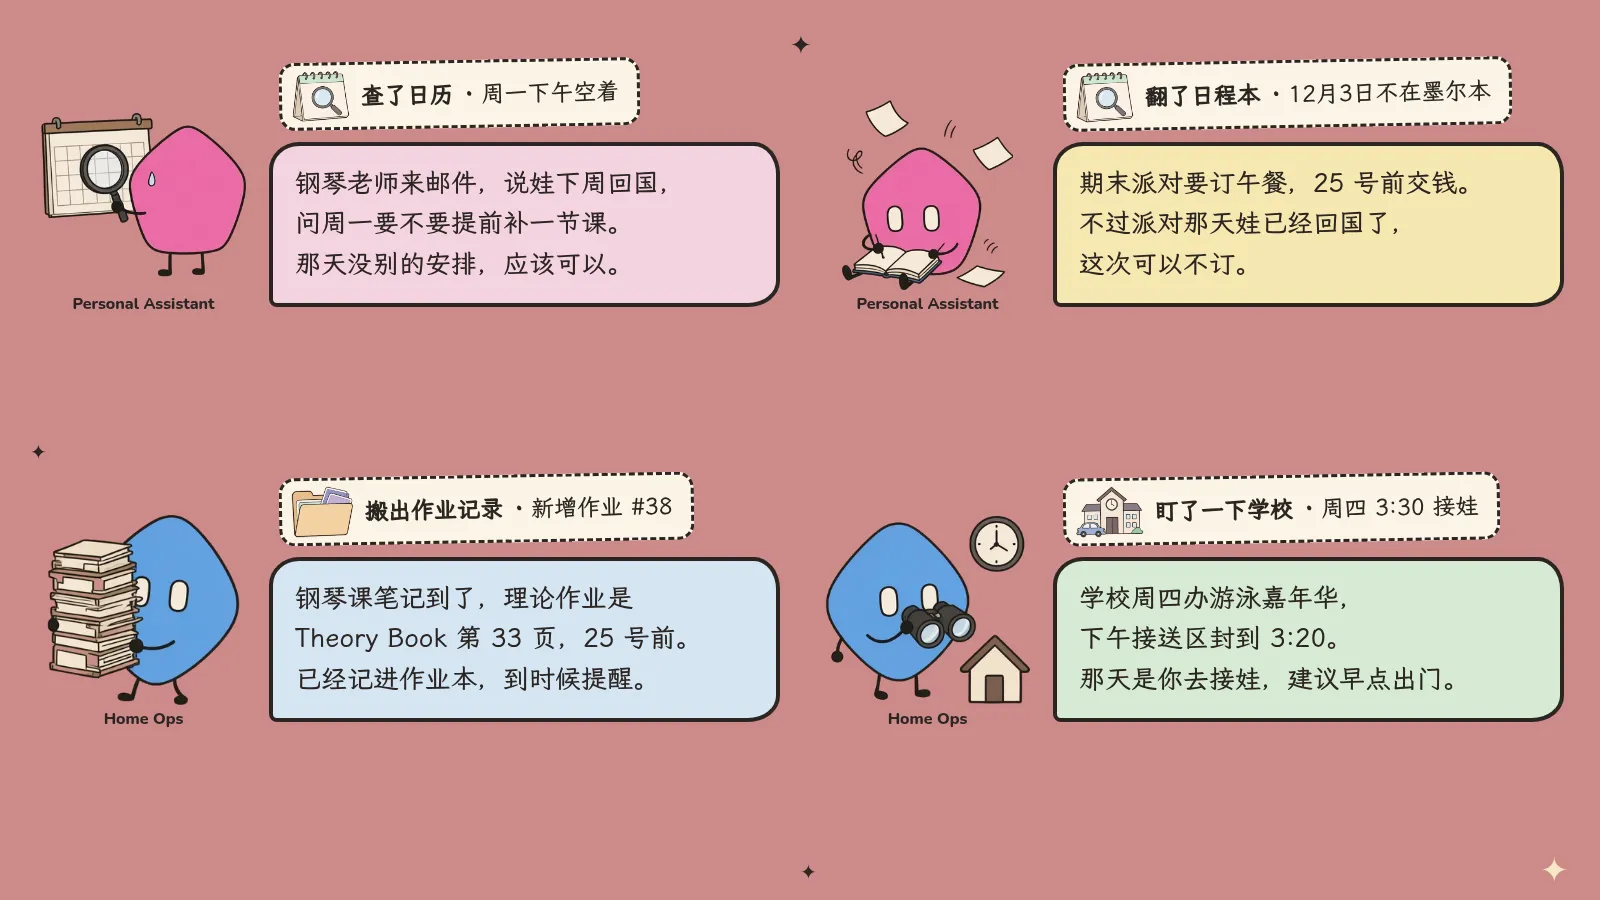 查了日历 · 周一下午空着
钢琴老师来邮件，说娃下周回国，
问周一要不要提前补一节课。
那天没别的安排，应该可以。
Personal Assistant
翻了日程本 · 12月3日不在墨尔本
期末派对要订午餐，25 号前交钱。
不过派对那天娃已经回国了，
这次可以不订。
Personal Assistant
搬出作业记录 · 新增作业 #38
钢琴课笔记到了，理论作业是
Theory Book 第 33 页，25 号前。
已经记进作业本，到时候提醒。
Home Ops
盯了一下学校 · 周四 3:30 接娃
学校周四办游泳嘉年华，
下午接送区封到 3:20。
那天是你去接娃，建议早点出门。
Home Ops